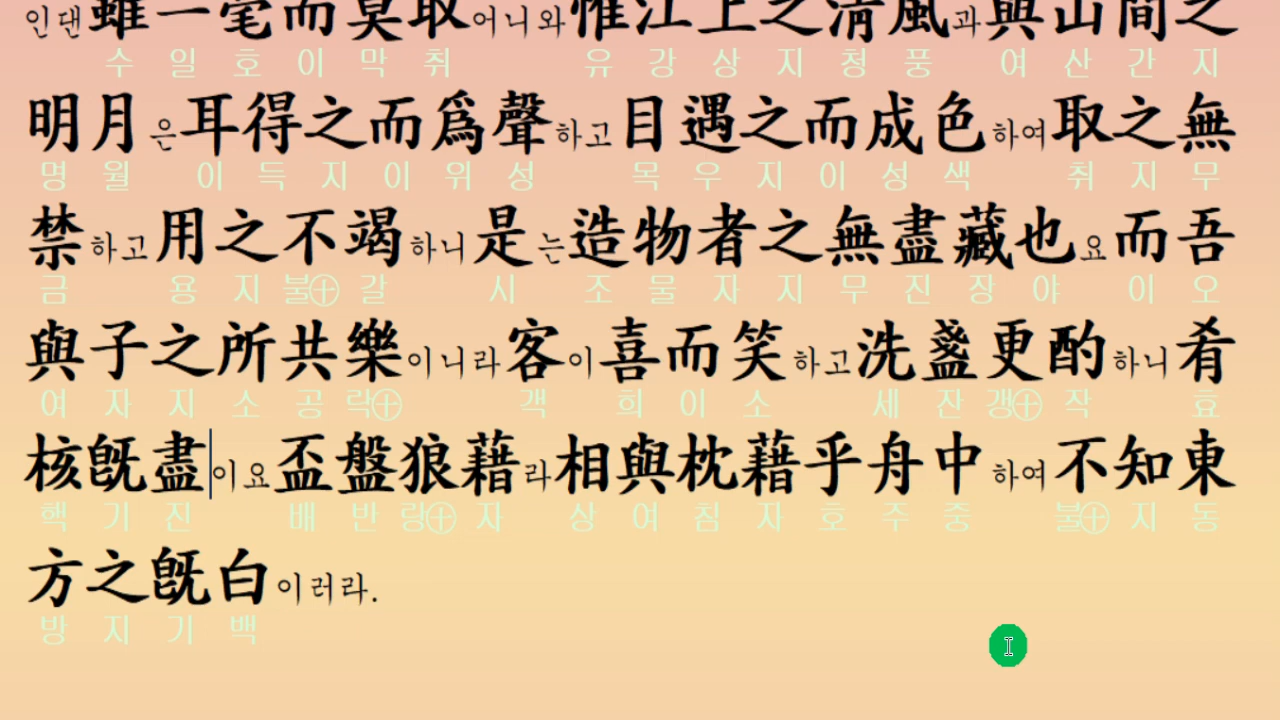 인댄雖一毫而莫取어니와惟江上之淸風과與山間之
수 일 호 이 막 취 유 강 상 지 청 풍 여 산 간 지
明月은耳得之而爲聲하고目遇之而成色하여取之無
명 월 이 득 지 이 위 성 목 우 지 이 성 색 취 지 무
禁하고用之不竭하니是는造物者之無盡藏也요而吾
금 용 지 불㊉ 갈 시 조 물 자 지 무 진 장 야 이 오
與子之所共樂이니라客이喜而笑하고洗盞更酌하니肴
여 자 지 소 공 락㊉ 객 희 이 소 세 잔 갱㊉ 작 효
核旣盡이요盃盤狼藉라相與枕藉乎舟中하여不知東
핵 기 진 배 반 랑㊉ 자 상 여 침 자 호 주 중 불㊉ 지 동
方之旣白이러라.
방 지 기 백